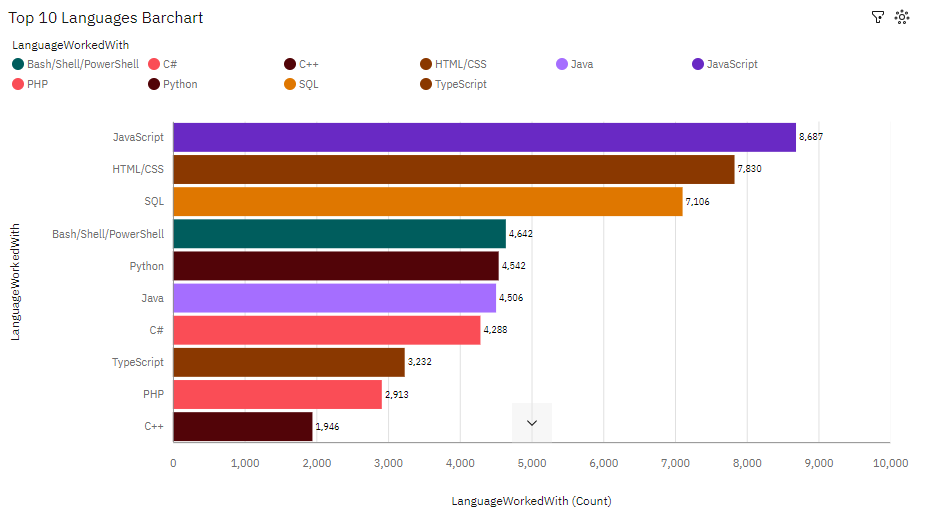 Top 10 Languages Barchart
LanguageWorkedWith
Bash/Shell/PowerShell C# C++ HTML/CSS Java JavaScript
PHP Python SQL TypeScript
LanguageWorkedWith
JavaScript 8,687
HTML/CSS 7,830
SQL 7,106
Bash/Shell/PowerShell 4,642
Python 4,542
Java 4,506
C# 4,288
TypeScript 3,232
PHP 2,913
C++ 1,946
0 1,000 2,000 3,000 4,000 5,000 6,000 7,000 8,000 9,000 10,000
LanguageWorkedWith (Count)